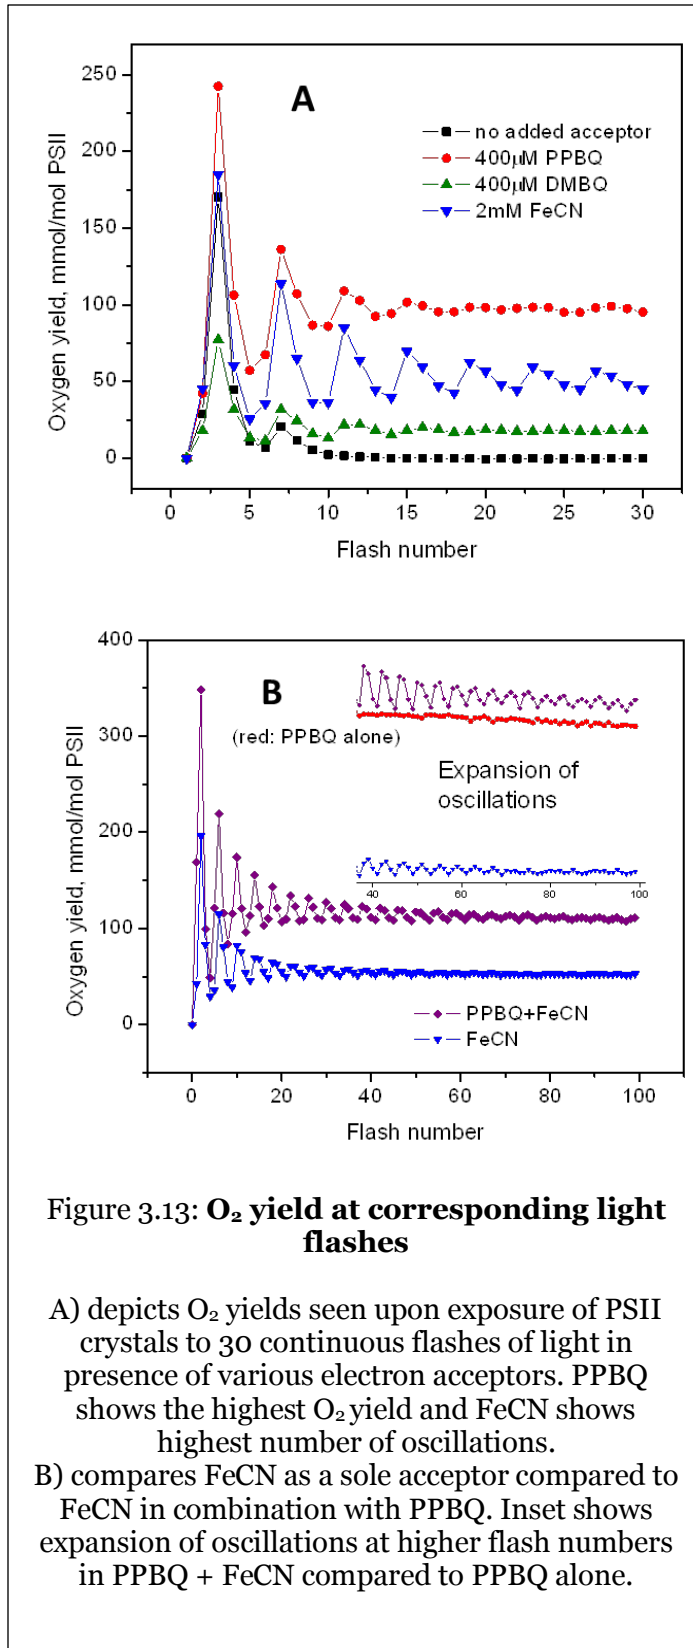 A
no added acceptor
400μM PPBQ
400μM DMBQ
2mM FeCN
Oxygen yield, mmol/mol PSII
250
200
150
100
50
0
0 5 10 15 20 25 30
Flash number
B
(red: PPBQ alone)
Expansion of
oscillations
40 60 80 100
PPBQ+FeCN
FeCN
Oxygen yield, mmol/mol PSII
400
300
200
100
0
0 20 40 60 80 100
Flash number
Figure 3.13: O₂ yield at corresponding light
flashes
A) depicts O₂ yields seen upon exposure of PSII
crystals to 30 continuous flashes of light in
presence of various electron acceptors. PPBQ
shows the highest O₂ yield and FeCN shows
highest number of oscillations.
B) compares FeCN as a sole acceptor compared to
FeCN in combination with PPBQ. Inset shows
expansion of oscillations at higher flash numbers
in PPBQ + FeCN compared to PPBQ alone.